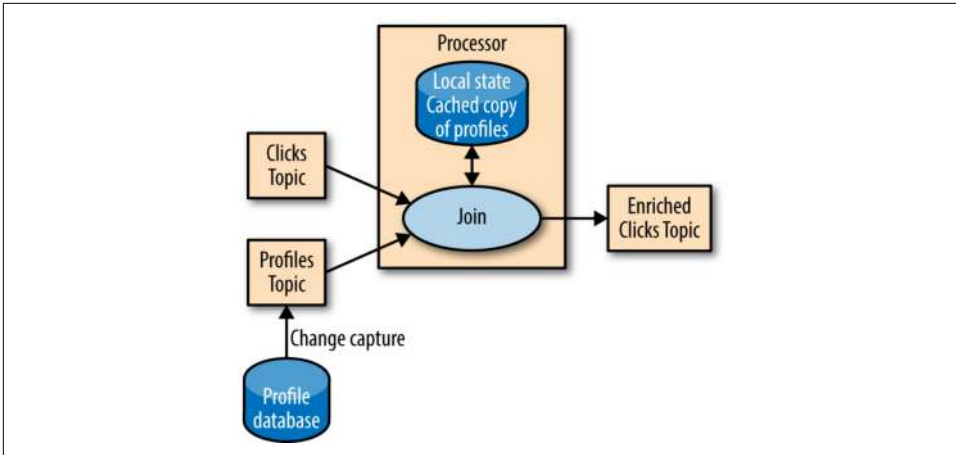 Processor
Local state
Cached copy
of profiles
Clicks
Topic
Join
Enriched
Clicks Topic
Profiles
Topic
Change capture
Profile
database